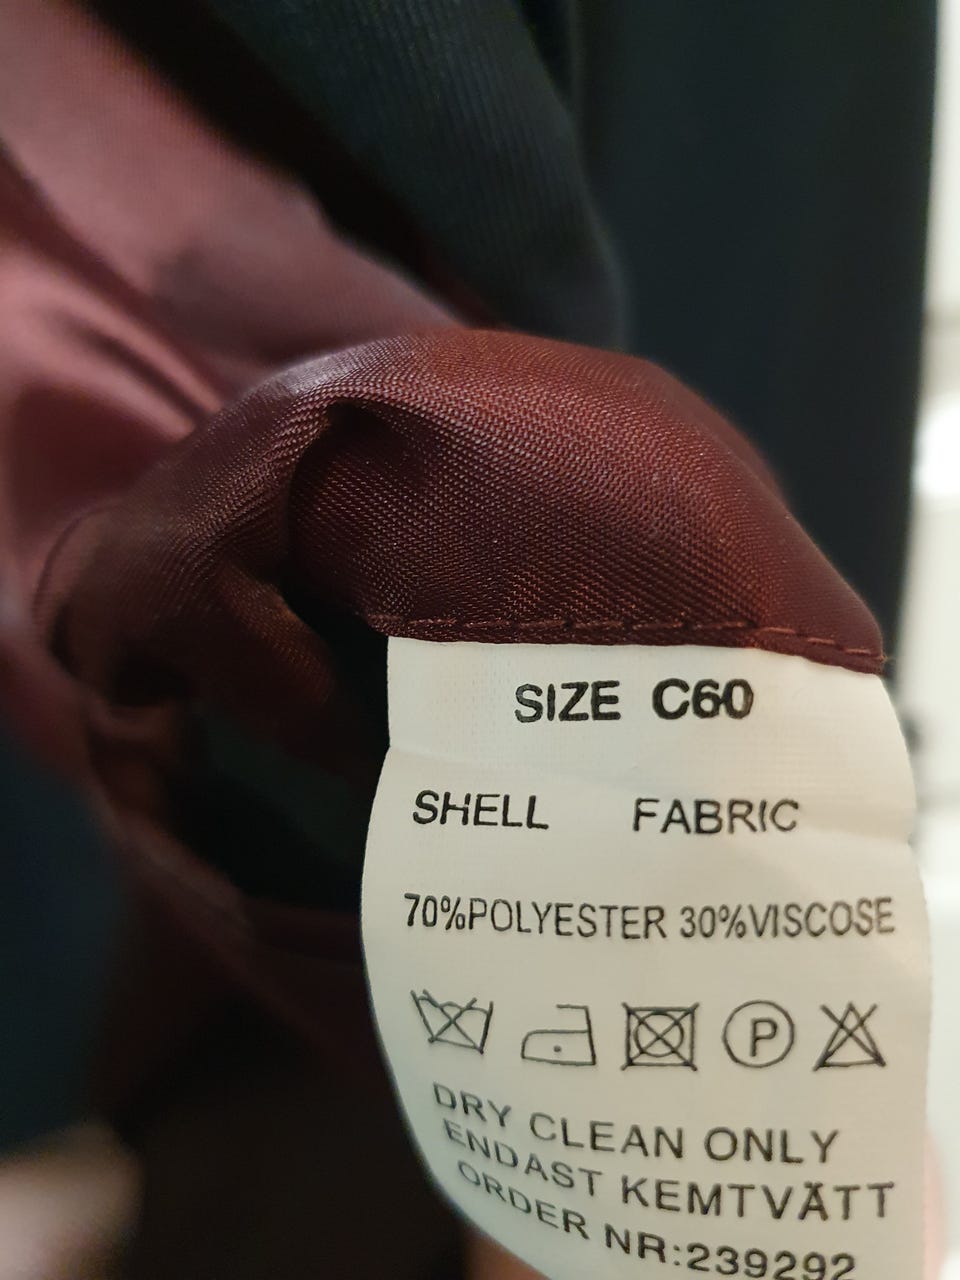 SIZE C60
SHELL FABRIC
70%POLYESTER 30%VISCOSE
P
DRY CLEAN ONLY
ENDAST KEMTVÄTT
ORDER NR:239292